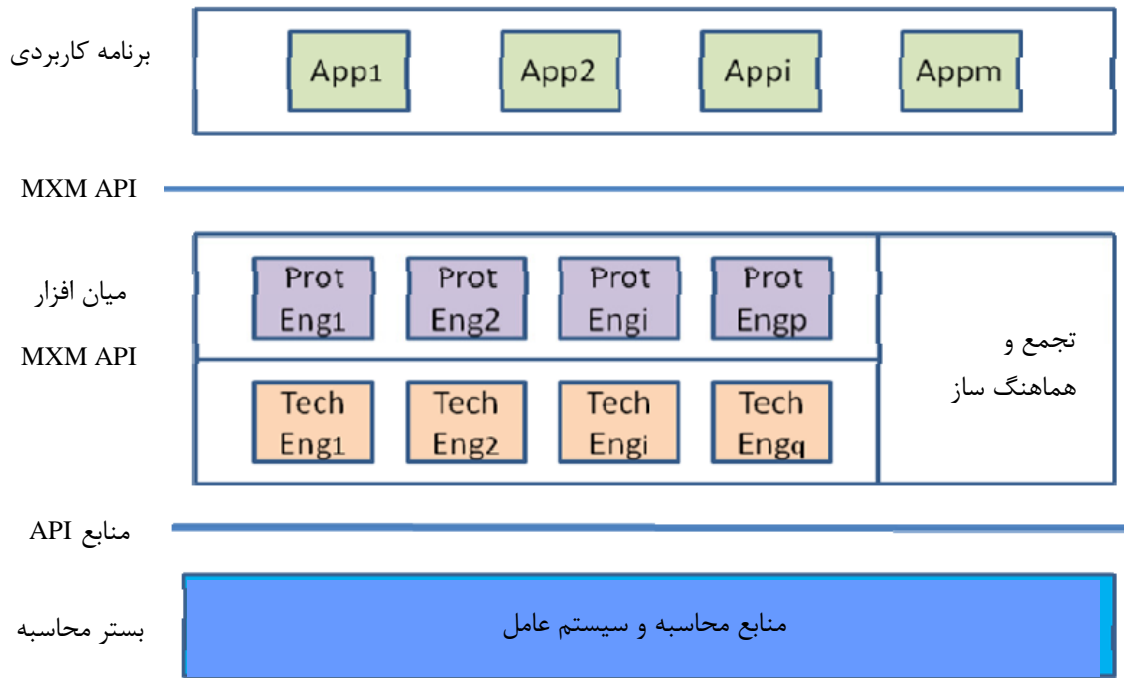 برنامه کاربردی
App1 App2 Appi Appm
MXM API
Prot Prot Prot Prot
Eng1 Eng2 Engi Engp
میان افزار
MXM API
Tech Tech Tech Tech
Eng1 Eng2 Engi Engq
تجمع و
هماهنگ ساز
منابع API
بستر محاسبه
منابع محاسبه و سیستم عامل